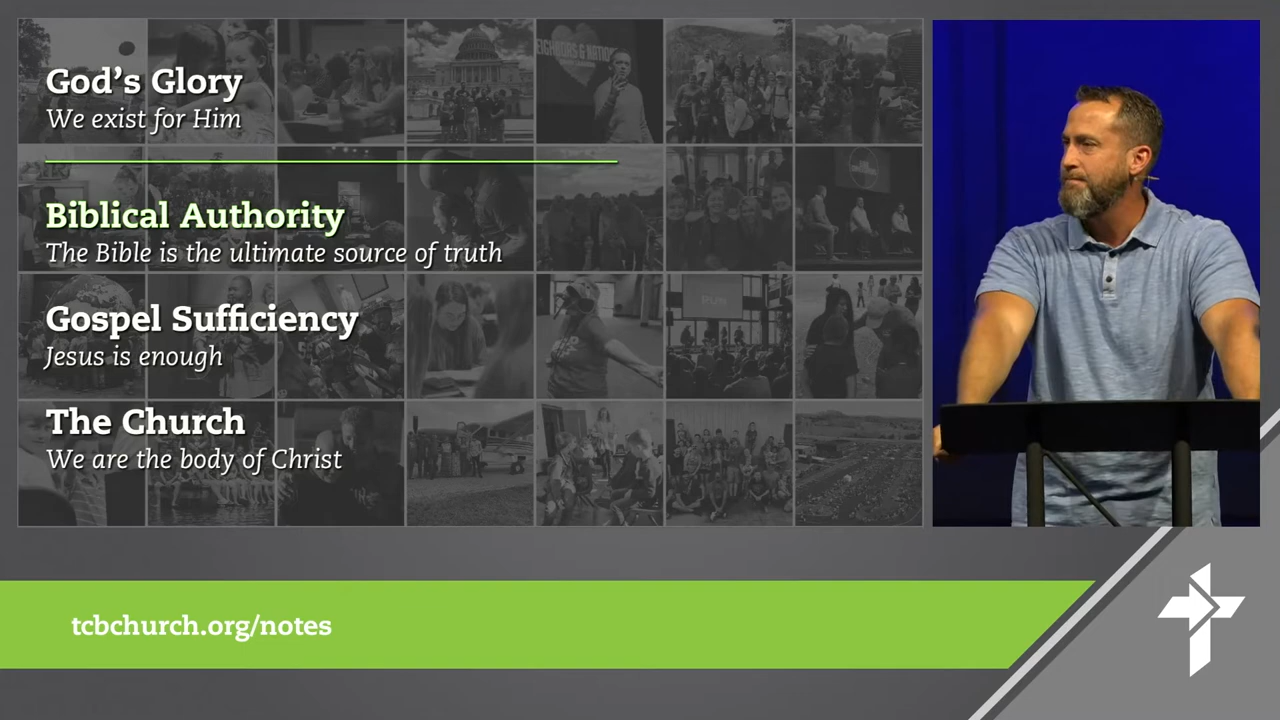 God's Glory
We exist for Him
Biblical Authority
The Bible is the ultimate source of truth
Gospel Sufficiency
Jesus is enough
The Church
We are the body of Christ
tcbchurch.org/notes